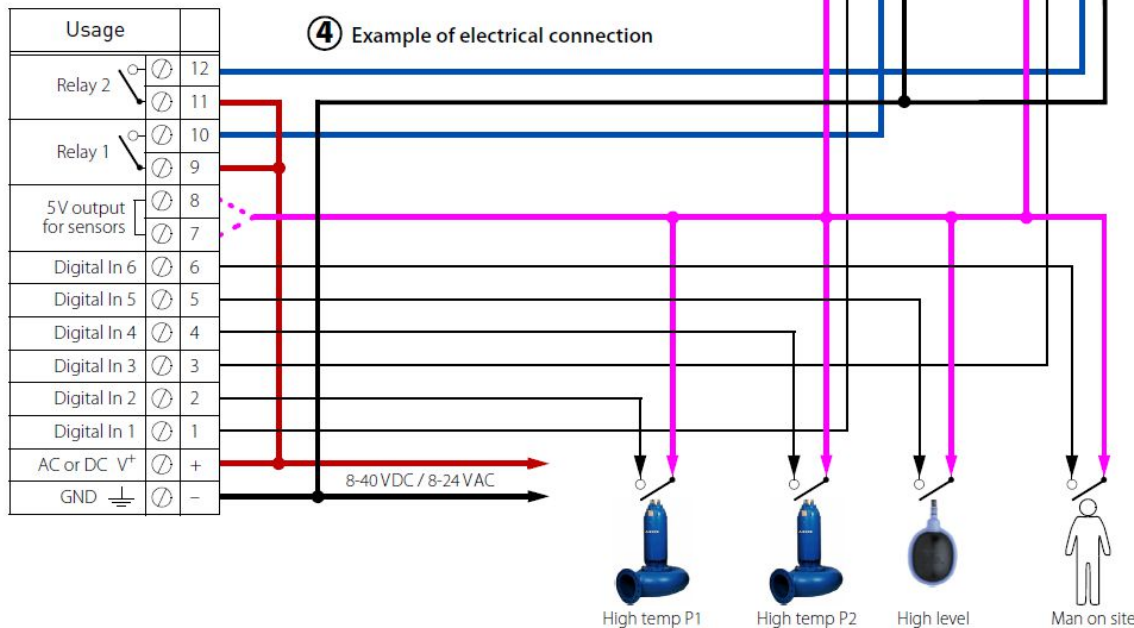 Usage
④ Example of electrical connection
Relay 2
12
11
Relay 1
10
9
5V output
for sensors
8
7
Digital In 6 6
Digital In 5 5
Digital In 4 4
Digital In 3 3
Digital In 2 2
Digital In 1 1
AC or DC V⁺ +
GND –
8-40 VDC / 8-24 VAC
High temp P1 High temp P2 High level Man on site